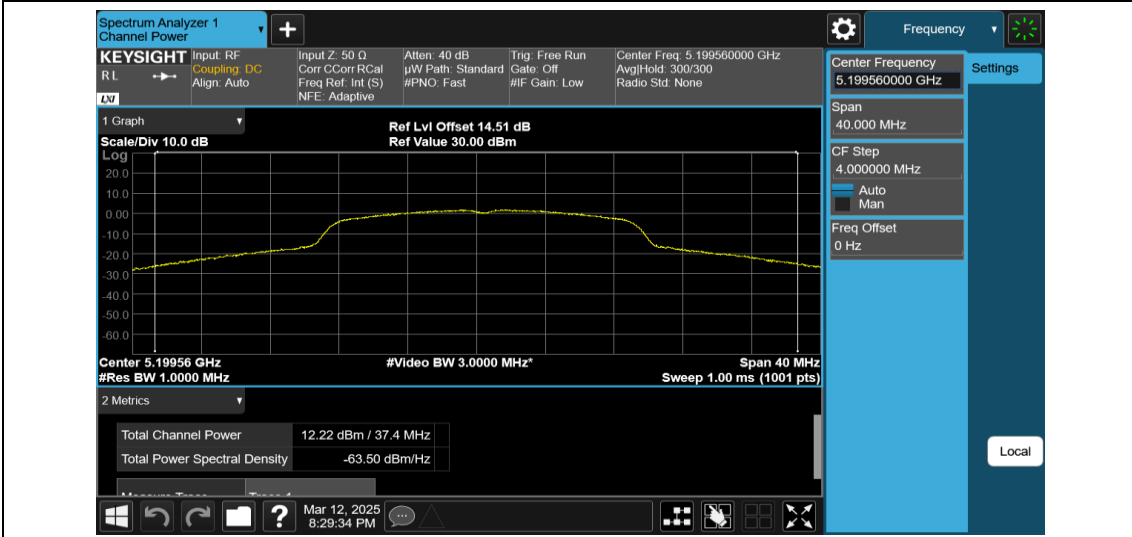 Spectrum Analyzer 1
Channel Power
+
Frequency
KEYSIGHT
R L
LXI
Input: RF
Coupling: DC
Align: Auto
Input Z: 50 Ω
Corr CCorr RCal
Freq Ref: Int (S)
NFE: Adaptive
Atten: 40 dB
µW Path: Standard
#PNO: Fast
Trig: Free Run
Gate: Off
#IF Gain: Low
Center Freq: 5.199560000 GHz
Avg|Hold: 300/300
Radio Std: None
Center Frequency
5.199560000 GHz
Settings
Span
40.000 MHz
CF Step
4.000000 MHz
Auto
Man
Freq Offset
0 Hz
Local
1 Graph
Scale/Div 10.0 dB
Ref Lvl Offset 14.51 dB
Ref Value 30.00 dBm
Log
20.0
10.0
0.00
-10.0
-20.0
-30.0
-40.0
-50.0
-60.0
Center 5.19956 GHz
#Video BW 3.0000 MHz*
Span 40 MHz
#Res BW 1.0000 MHz
Sweep 1.00 ms (1001 pts)
2 Metrics
Total Channel Power 12.22 dBm / 37.4 MHz
Total Power Spectral Density -63.50 dBm/Hz
Measure Trace Trace 1
?
Mar 12, 2025
8:29:34 PM